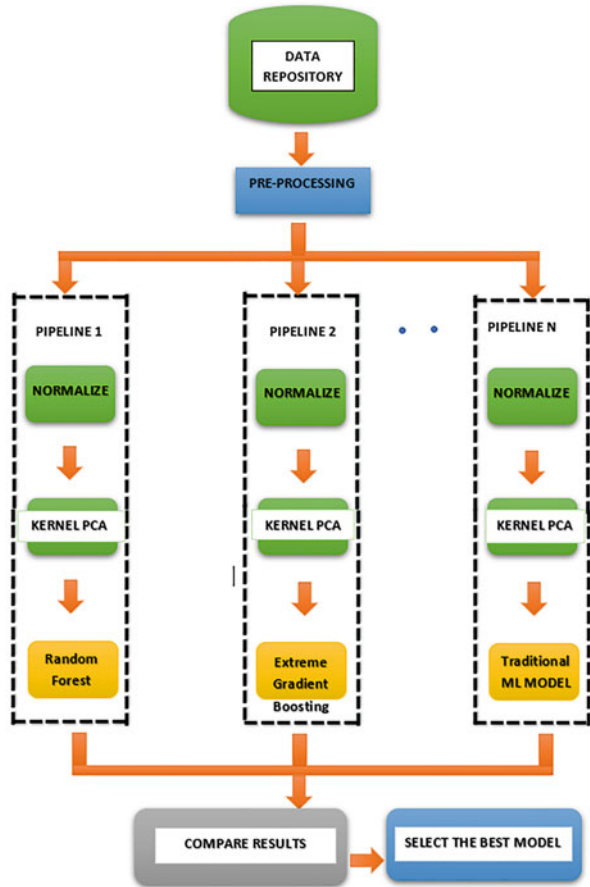 DATA
REPOSITORY
PRE-PROCESSING
PIPELINE 1
NORMALIZE
KERNEL PCA
Random
Forest
PIPELINE 2
NORMALIZE
KERNEL PCA
Extreme
Gradient
Boosting
PIPELINE N
NORMALIZE
KERNEL PCA
Traditional
ML MODEL
COMPARE RESULTS
SELECT THE BEST MODEL